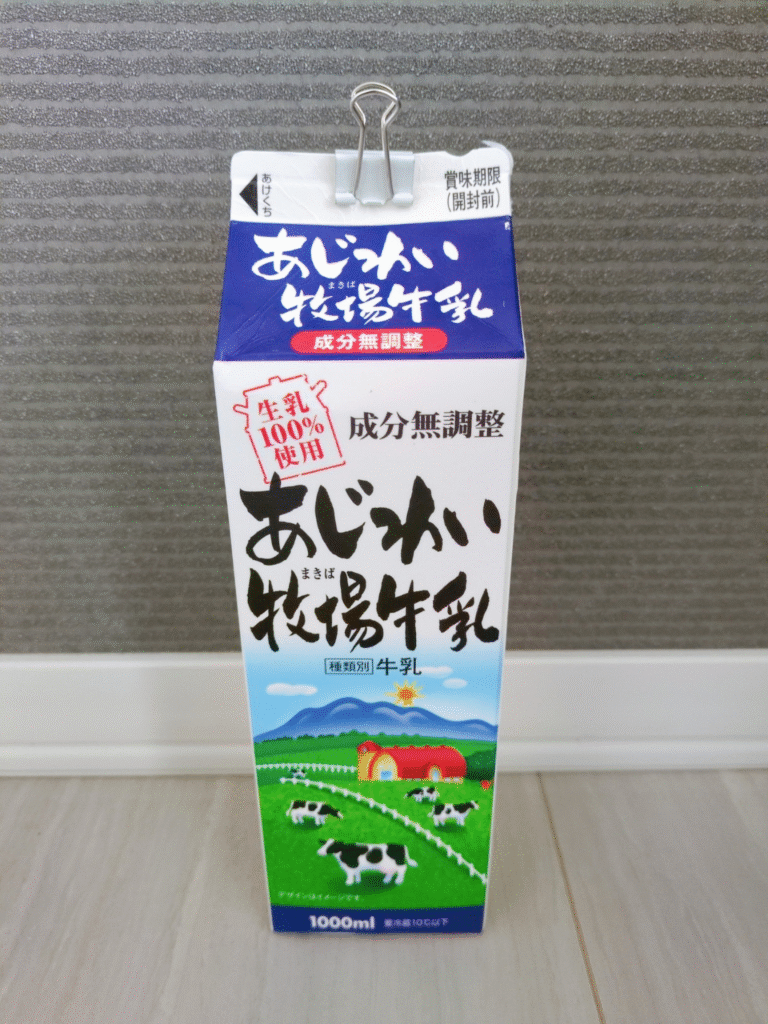 あけくち
賞味期限
(開封前)
あじわい
まきば
牧場牛乳
成分無調整
生乳
100%
使用
成分無調整
あじわい
まきば
牧場牛乳
種類別 牛乳
デザインはイメージです。
1000ml 要冷蔵10℃以下